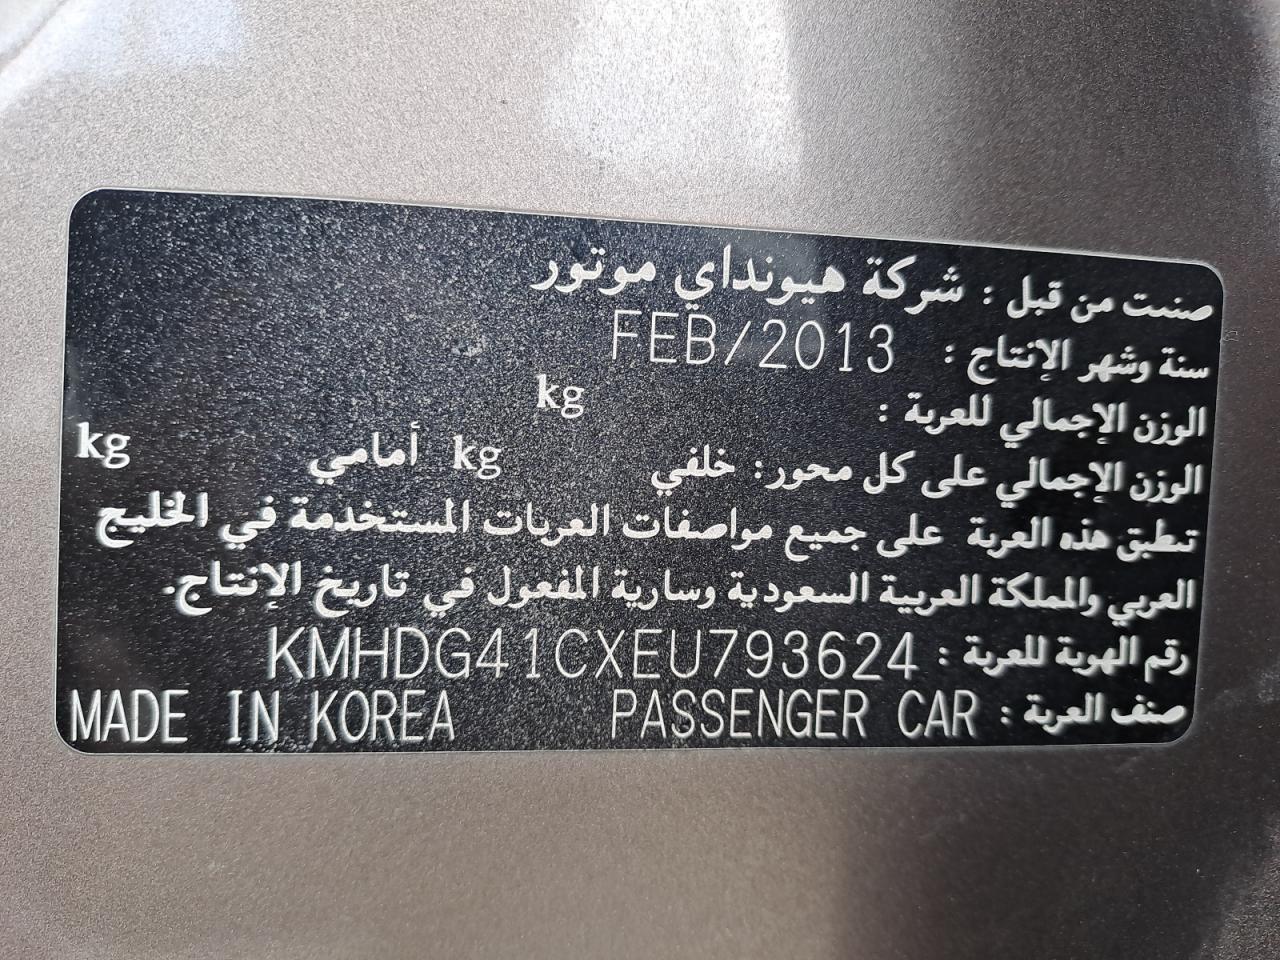 صنعت من قبل : شركة هيونداي موتور
سنة وشهر الإنتاج : FEB/2013
الوزن الإجمالي للعربة : kg
الوزن الإجمالي على كل محور: خلفي kg أمامي kg
تطبق هذه العربة على جميع مواصفات العربات المستخدمة في الخليج
العربي والمملكة العربية السعودية وسارية المفعول في تاريخ الإنتاج.
رقم الهوية للعربة : KMHDG41CXEU793624
صنف العربة : PASSENGER CAR MADE IN KOREA